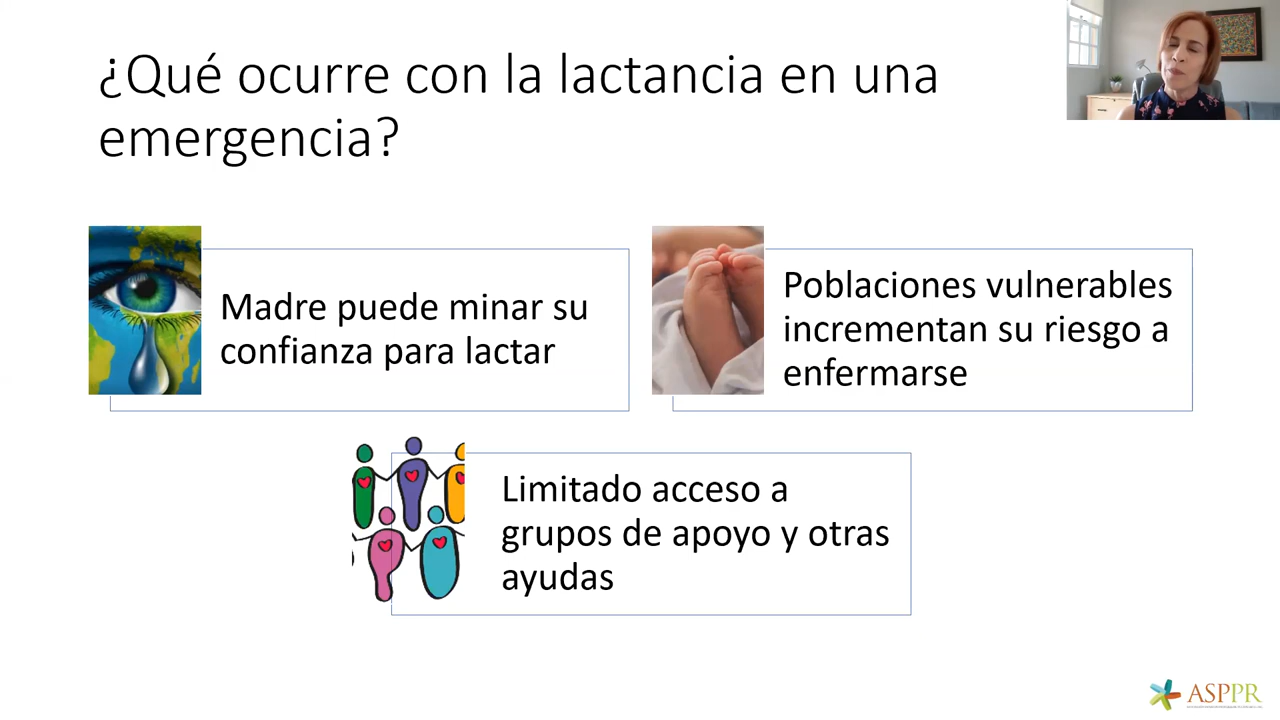 ¿Qué ocurre con la lactancia en una
emergencia?
Madre puede minar su
confianza para lactar
Poblaciones vulnerables
incrementan su riesgo a
enfermarse
Limitado acceso a
grupos de apoyo y otras
ayudas
ASPPR